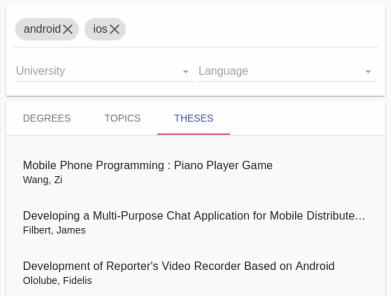 android ios
University Language
DEGREES TOPICS THESES
Mobile Phone Programming : Piano Player Game
Wang, Zi
Developing a Multi-Purpose Chat Application for Mobile Distribute...
Filbert, James
Development of Reporter's Video Recorder Based on Android
Ololube, Fidelis